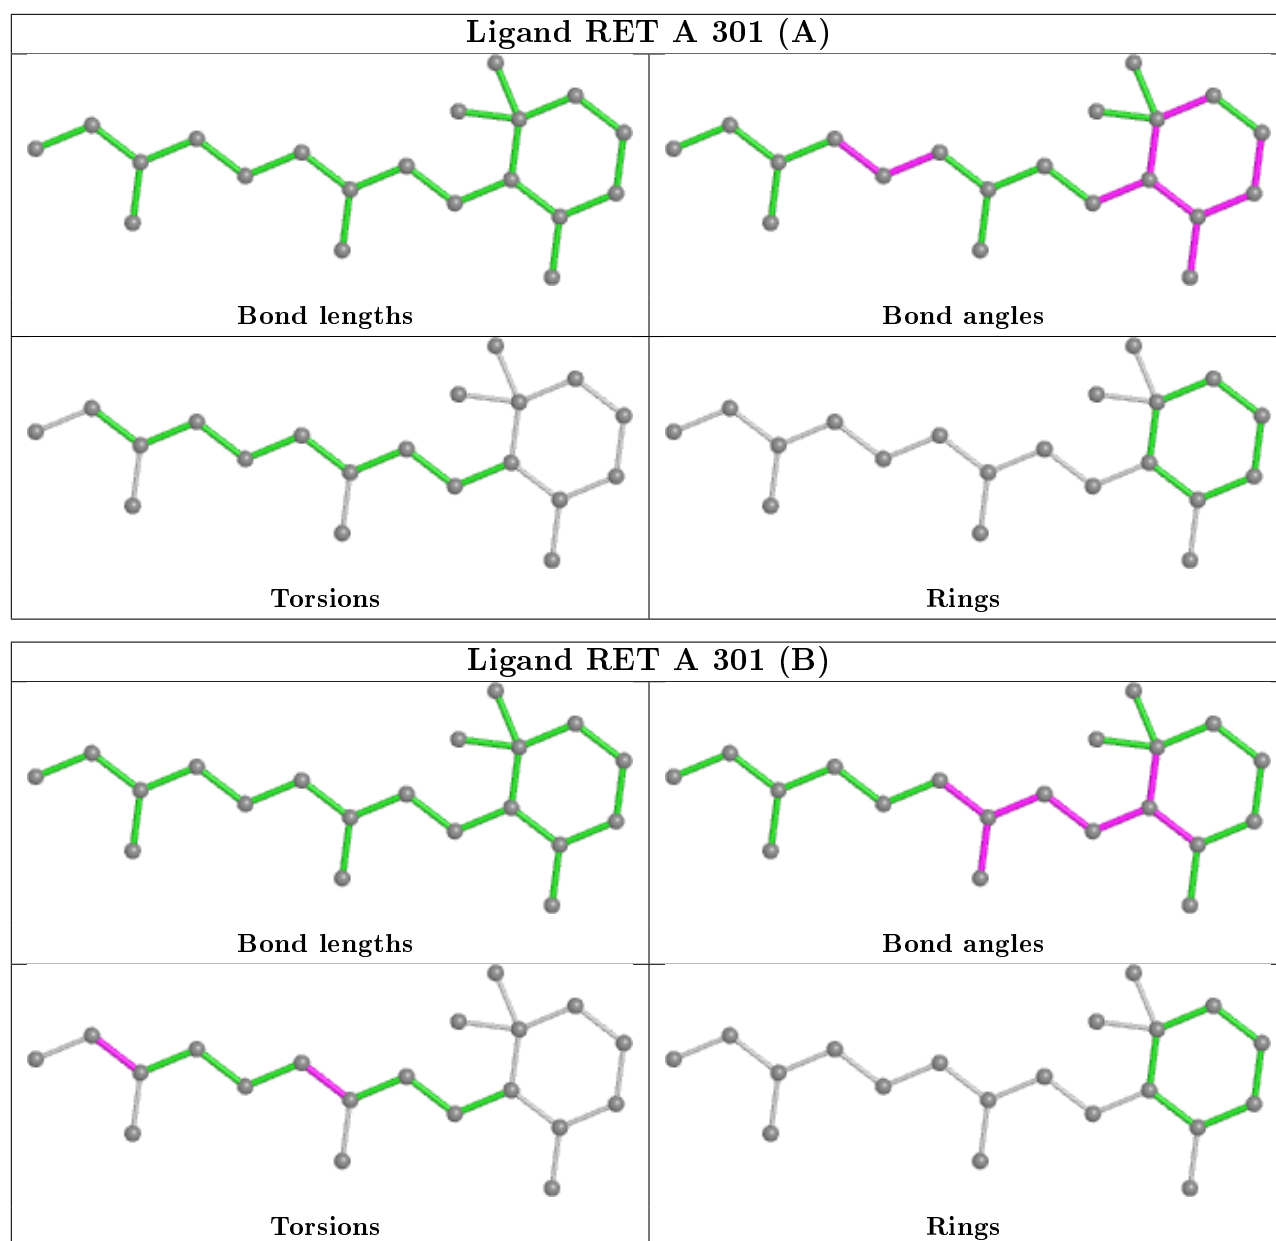 Ligand RET A 301 (A)
Bond lengths
Bond angles
Torsions
Rings
Ligand RET A 301 (B)
Bond lengths
Bond angles
Torsions
Rings